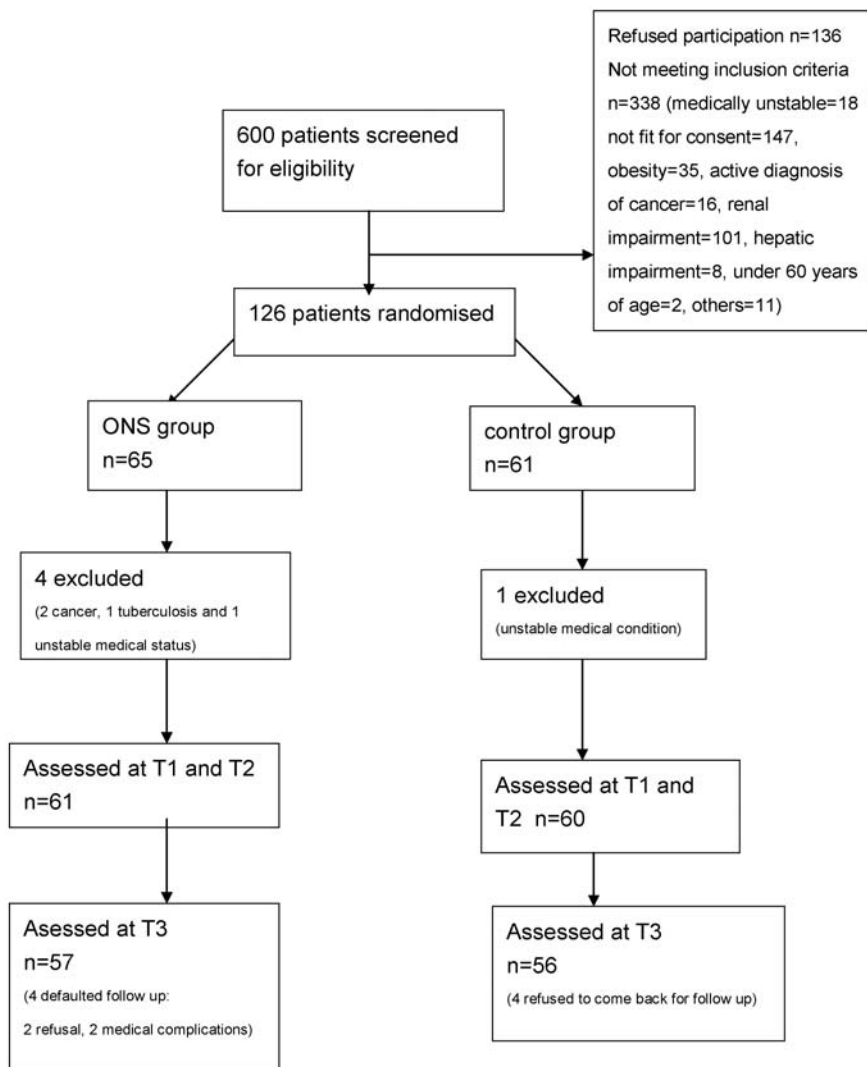 Refused participation n=136
Not meeting inclusion criteria
n=338 (medically unstable=18
not fit for consent=147,
obesity=35, active diagnosis
of cancer=16, renal
impairment=101, hepatic
impairment=8, under 60 years
of age=2, others=11)
600 patients screened
for eligibility
126 patients randomised
ONS group
n=65
control group
n=61
4 excluded
(2 cancer, 1 tuberculosis and 1
unstable medical status)
1 excluded
(unstable medical condition)
Assessed at T1 and T2
n=61
Assessed at T1 and
T2 n=60
Asessed at T3
n=57
(4 defaulted follow up:
2 refusal, 2 medical complications)
Assessed at T3
n=56
(4 refused to come back for follow up)